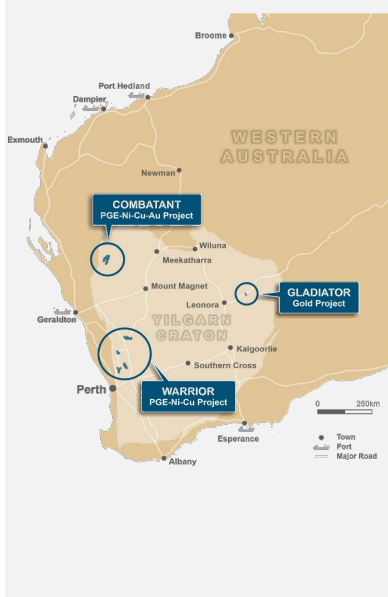 Broome
Port Hedland
Dampier
Exmouth
WESTERN
AUSTRALIA
Newman
COMBATANT
PGE-Ni-Cu-Au Project
Wiluna
Meekatharra
GLADIATOR
Gold Project
Mount Magnet
Leonora
Geraldton
YILGARN
CRATON
Kalgoorlie
Southern Cross
Perth
WARRIOR
PGE-Ni-Cu Project
0 250km
Esperance
Town
Port
Major Road
Albany